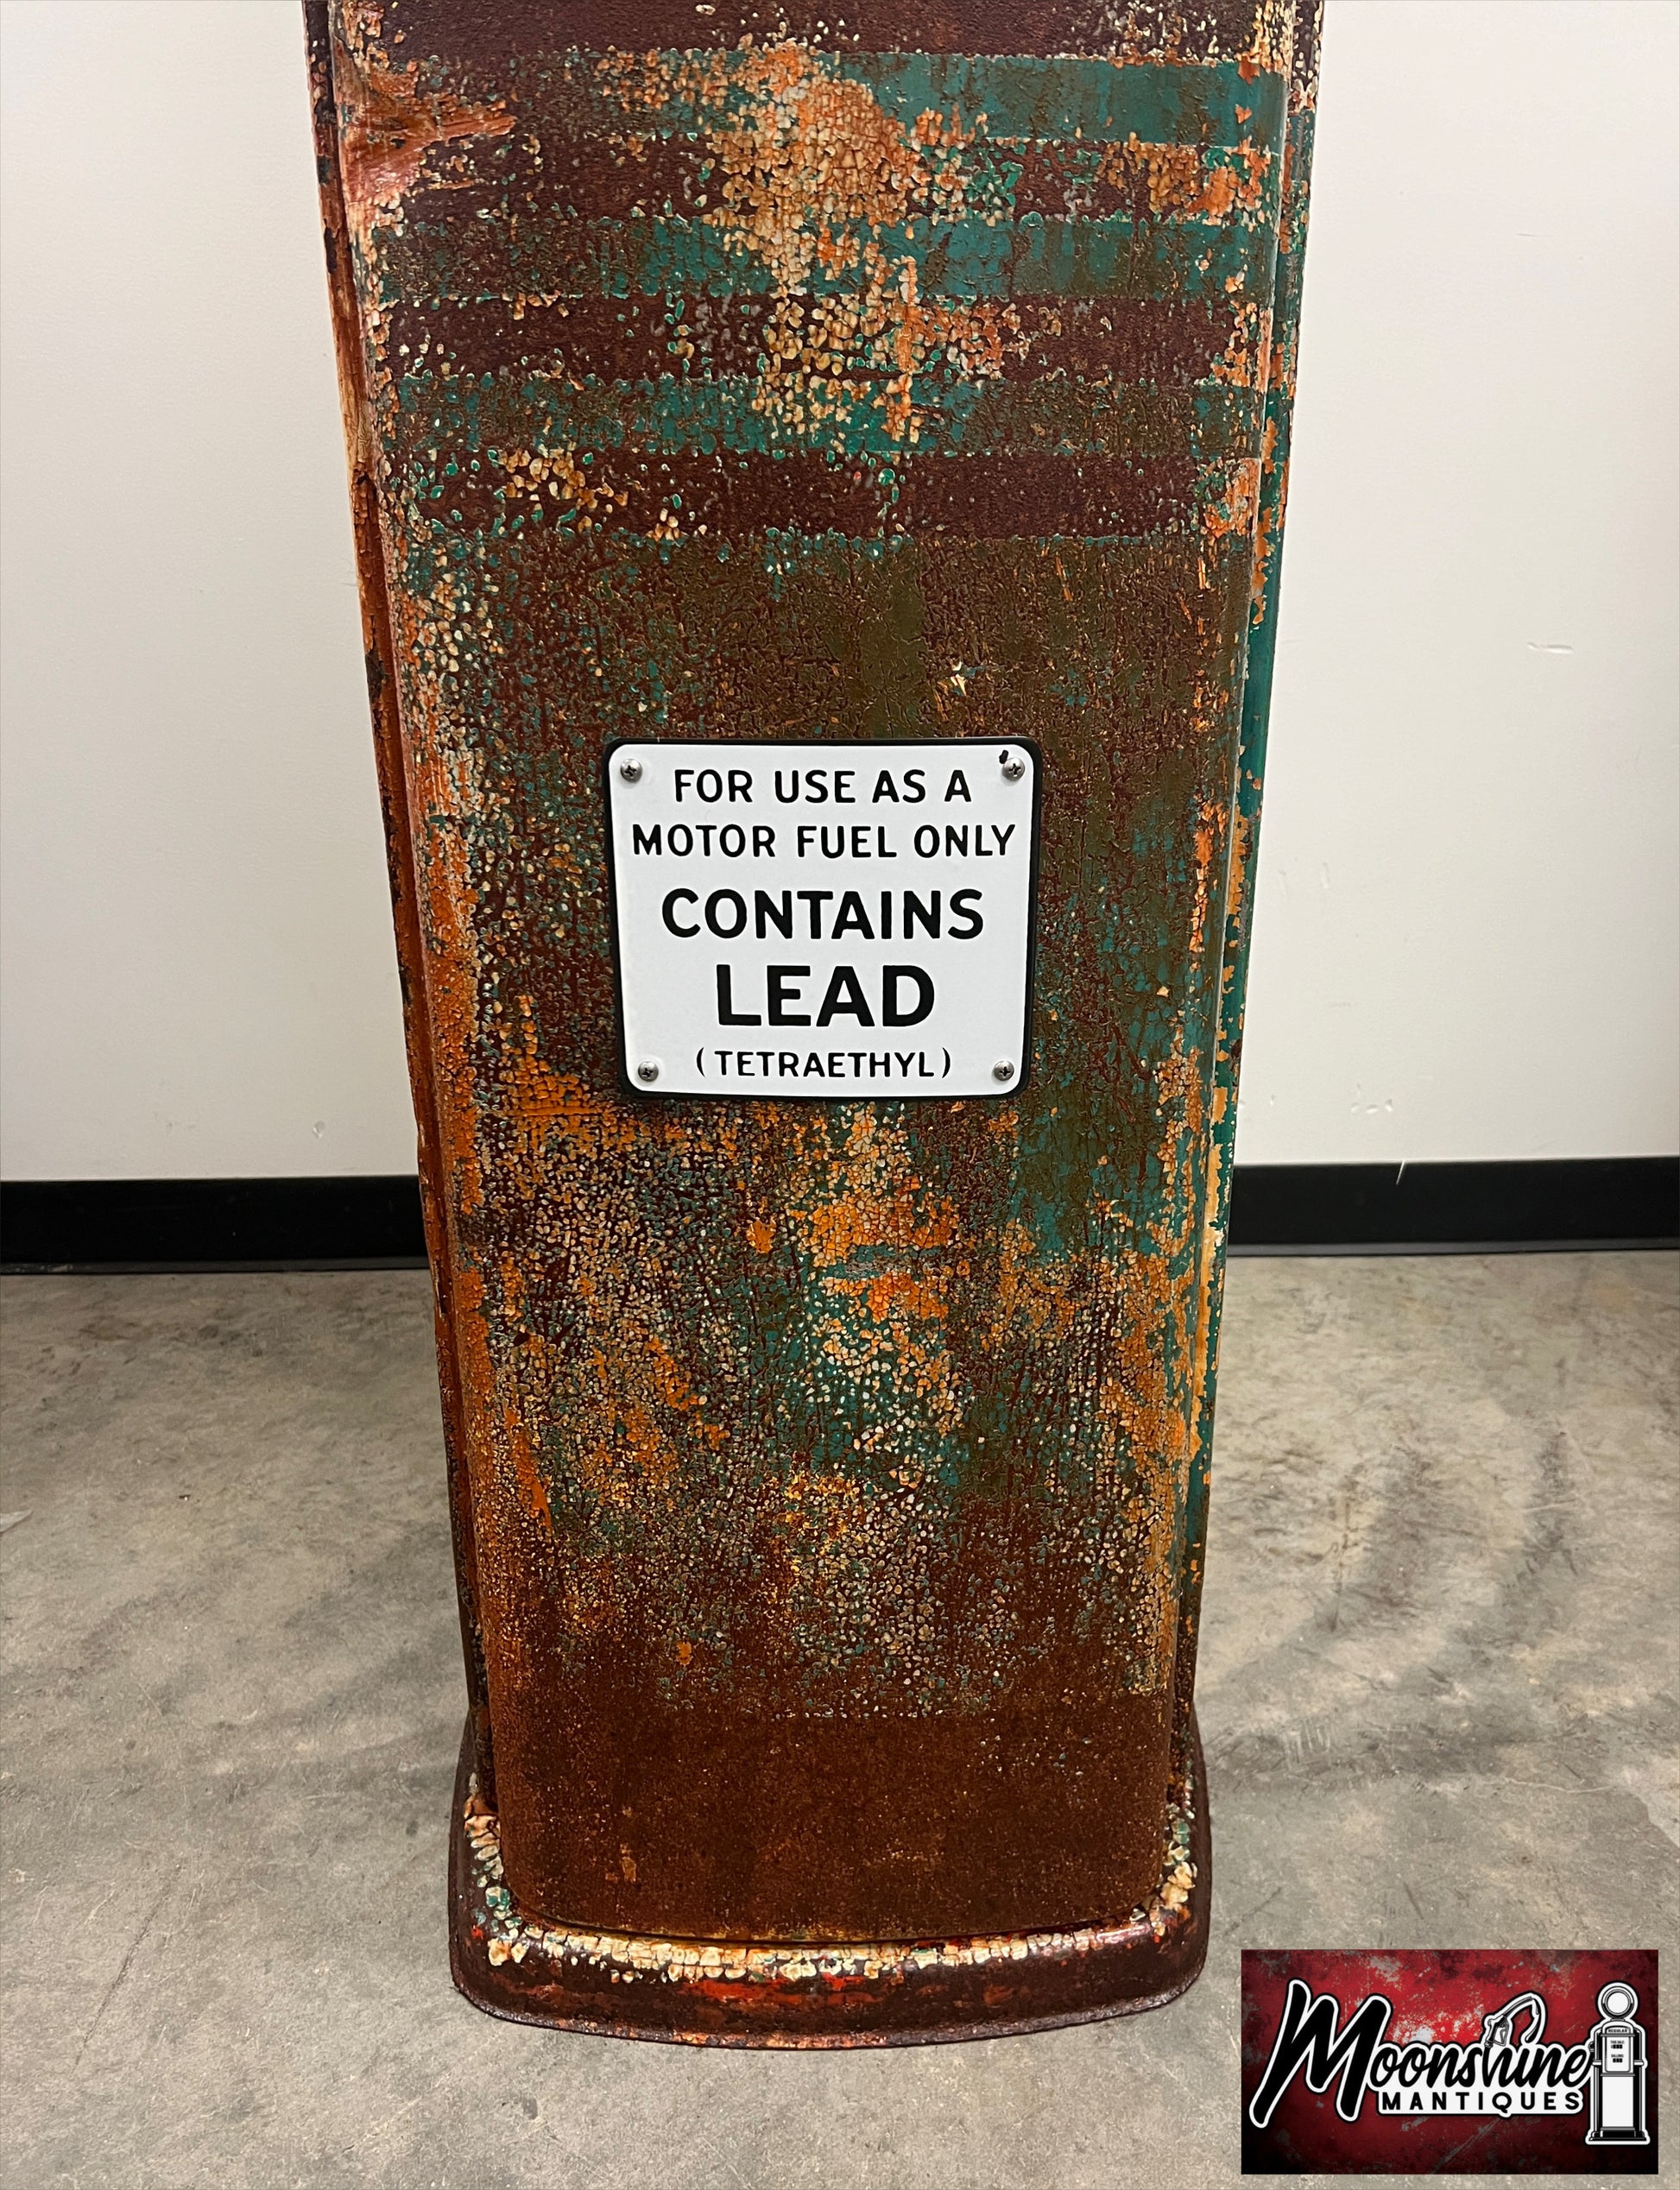 FOR USE AS A
MOTOR FUEL ONLY
CONTAINS
LEAD
(TETRAETHYL)
Moonshine
MANTIQUES